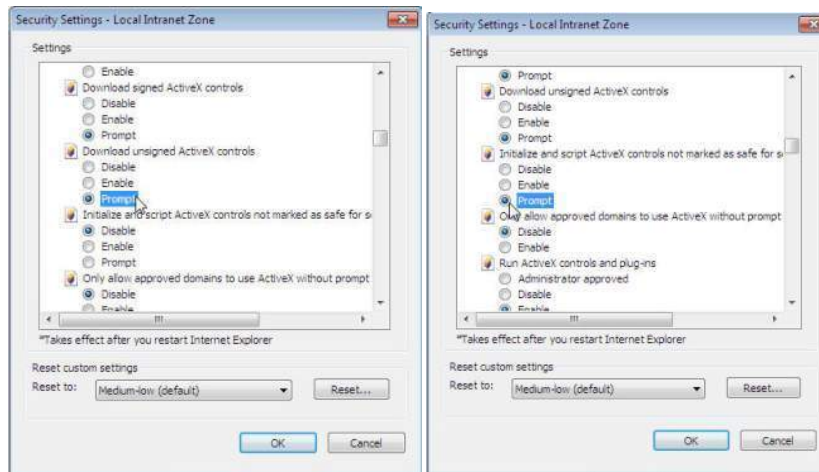 Security Settings - Local Intranet Zone
Settings
Enable
Download signed ActiveX controls
Disable
Enable
Prompt
Download unsigned ActiveX controls
Disable
Enable
Prompt
Initialize and script ActiveX controls not marked as safe for s
Disable
Enable
Prompt
Only allow approved domains to use ActiveX without prompt
Disable
Enable
*Takes effect after you restart Internet Explorer
Reset custom settings
Reset to:
Medium-low (default)
Reset...
OK
Cancel
Security Settings - Local Intranet Zone
Settings
Prompt
Download unsigned ActiveX controls
Disable
Enable
Prompt
Initialize and script ActiveX controls not marked as safe for s
Disable
Enable
Prompt
Only allow approved domains to use ActiveX without prompt
Disable
Enable
Run ActiveX controls and plug-ins
Administrator approved
Disable
Enable
*Takes effect after you restart Internet Explorer
Reset custom settings
Reset to:
Medium-low (default)
Reset...
OK
Cancel